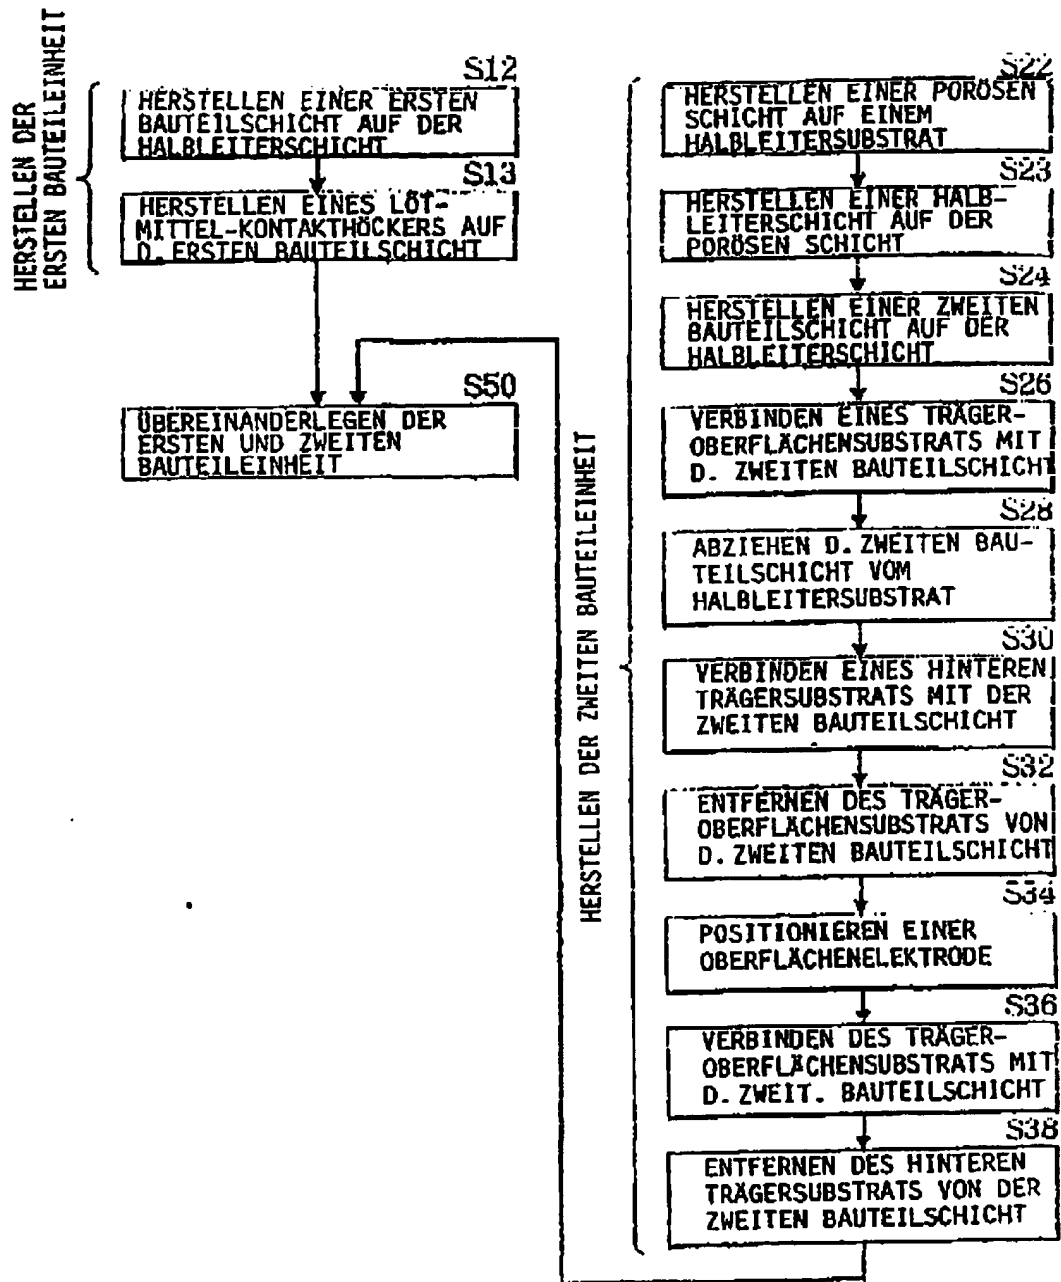 HERSTELLEN DER
ERSTEN BAUTEILEINHEIT
S12
HERSTELLEN EINER ERSTEN
BAUTEILSCHICHT AUF DER
HALBLEITERSCHICHT
S13
HERSTELLEN EINES LÖT-
MITTEL-KONTAKTHÖCKERS AUF
D. ERSTEN BAUTEILSCHICHT
S50
ÜBEREINANDERLEGEN DER
ERSTEN UND ZWEITEN
BAUTEILEINHEIT
HERSTELLEN DER ZWEITEN BAUTEILEINHEIT
S22
HERSTELLEN EINER PORÖSEN
SCHICHT AUF EINEM
HALBLEITERSUBSTRAT
S23
HERSTELLEN EINER HALB-
LEITERSCHICHT AUF DER
PORÖSEN SCHICHT
S24
HERSTELLEN EINER ZWEITEN
BAUTEILSCHICHT AUF DER
HALBLEITERSCHICHT
S26
VERBINDEN EINES TRÄGER-
OBERFLÄCHENSUBSTRATS MIT
D. ZWEITEN BAUTEILSCHICHT
S28
ABZIEHEN D. ZWEITEN BAU-
TEILSCHICHT VOM
HALBLEITERSUBSTRAT
S30
VERBINDEN EINES HINTEREN
TRÄGERSUBSTRATS MIT DER
ZWEITEN BAUTEILSCHICHT
S32
ENTFERNEN DES TRÄGER-
OBERFLÄCHENSUBSTRATS VON
D. ZWEITEN BAUTEILSCHICHT
S34
POSITIONIEREN EINER
OBERFLÄCHENELEKTRODE
S36
VERBINDEN DES TRÄGER-
OBERFLÄCHENSUBSTRATS MIT
D. ZWEIT. BAUTEILSCHICHT
S38
ENTFERNEN DES HINTEREN
TRÄGERSUBSTRATS VON DER
ZWEITEN BAUTEILSCHICHT